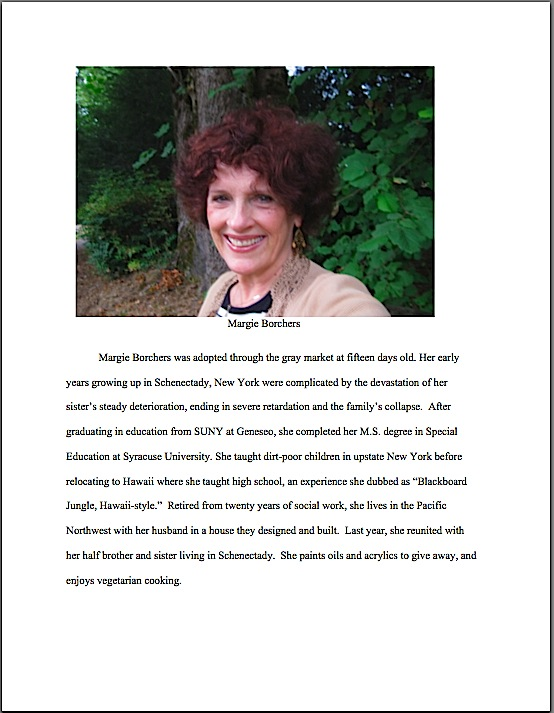 Margie Borchers
Margie Borchers was adopted through the gray market at fifteen days old. Her early
years growing up in Schenectady, New York were complicated by the devastation of her
sister’s steady deterioration, ending in severe retardation and the family’s collapse.  After
graduating in education from SUNY at Geneseo, she completed her M.S. degree in Special
Education at Syracuse University. She taught dirt-poor children in upstate New York before
relocating to Hawaii where she taught high school, an experience she dubbed as “Blackboard
Jungle, Hawaii-style.”  Retired from twenty years of social work, she lives in the Pacific
Northwest with her husband in a house they designed and built.  Last year, she reunited with
her half brother and sister living in Schenectady.  She paints oils and acrylics to give away, and
enjoys vegetarian cooking.